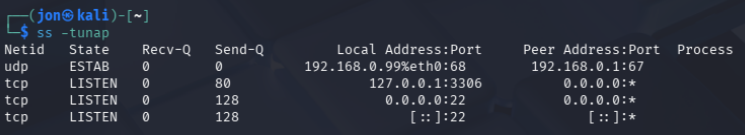 ┌──(jon㉿kali)-[~]
└─$ ss -tunap
Netid State Recv-Q Send-Q Local Address:Port Peer Address:Port Process
udp ESTAB 0 0 192.168.0.99%eth0:68 192.168.0.1:67
tcp LISTEN 0 80 127.0.0.1:3306 0.0.0.0:*
tcp LISTEN 0 128 0.0.0.0:22 0.0.0.0:*
tcp LISTEN 0 128 [::]:22 [::]:*